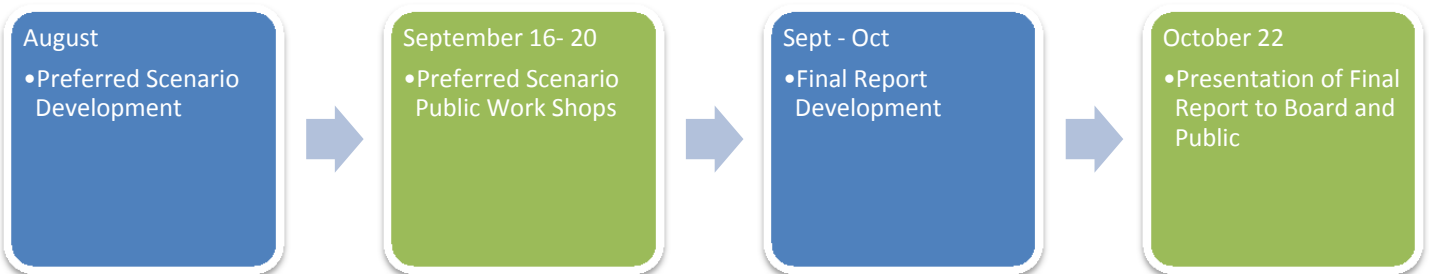 August
•Preferred Scenario
Development
September 16- 20
•Preferred Scenario
Public Work Shops
Sept - Oct
•Final Report
Development
October 22
•Presentation of Final
Report to Board and
Public